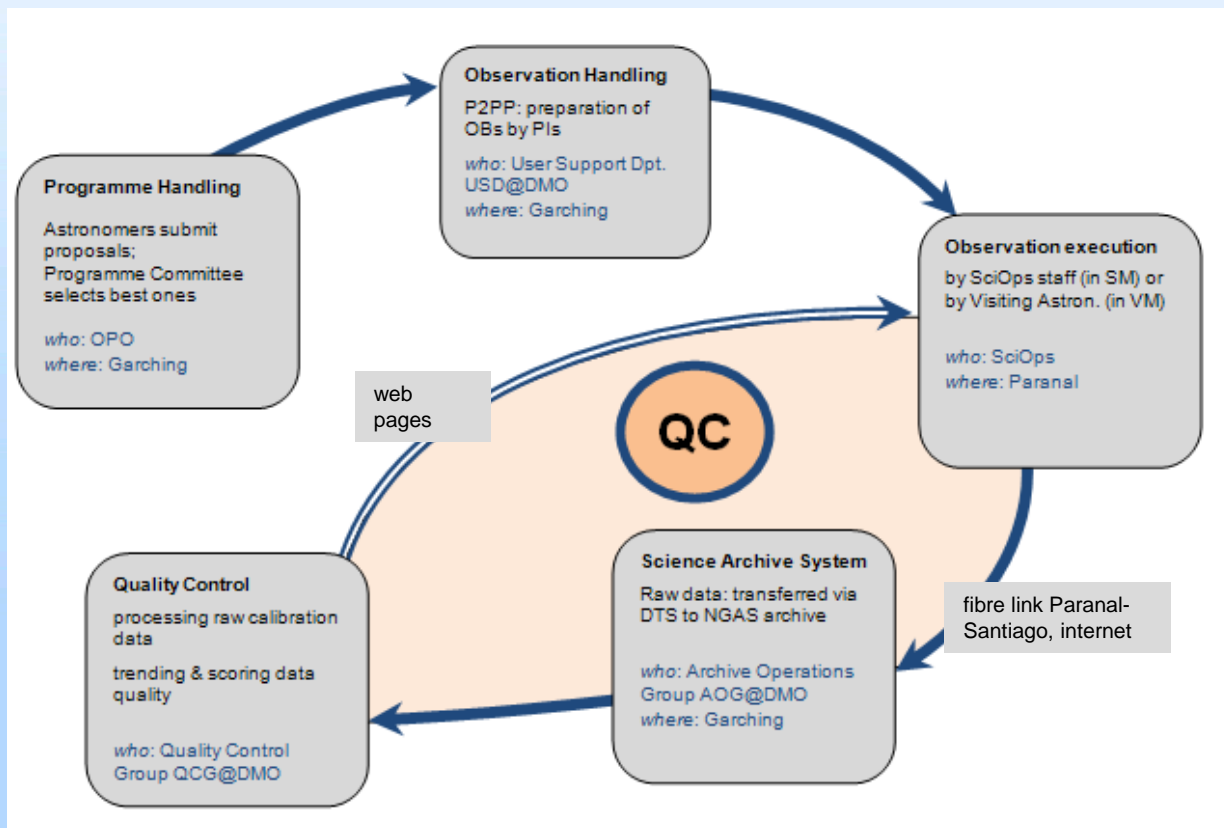 Observation Handling
P2PP: preparation of
OBs by PIs
who: User Support Dpt.
USD@DMO
where: Garching
Programme Handling
Astronomers submit
proposals;
Programme Committee
selects best ones
who: OPO
where: Garching
Observation execution
by SciOps staff (in SM) or
by Visiting Astron. (in VM)
who: SciOps
where: Paranal
web
pages
QC
Quality Control
processing raw calibration
data
trending & scoring data
quality
who: Quality Control
Group QCG@DMO
Science Archive System
Raw data: transferred via
DTS to NGAS archive
who: Archive Operations
Group AOG@DMO
where: Garching
fibre link Paranal-
Santiago, internet